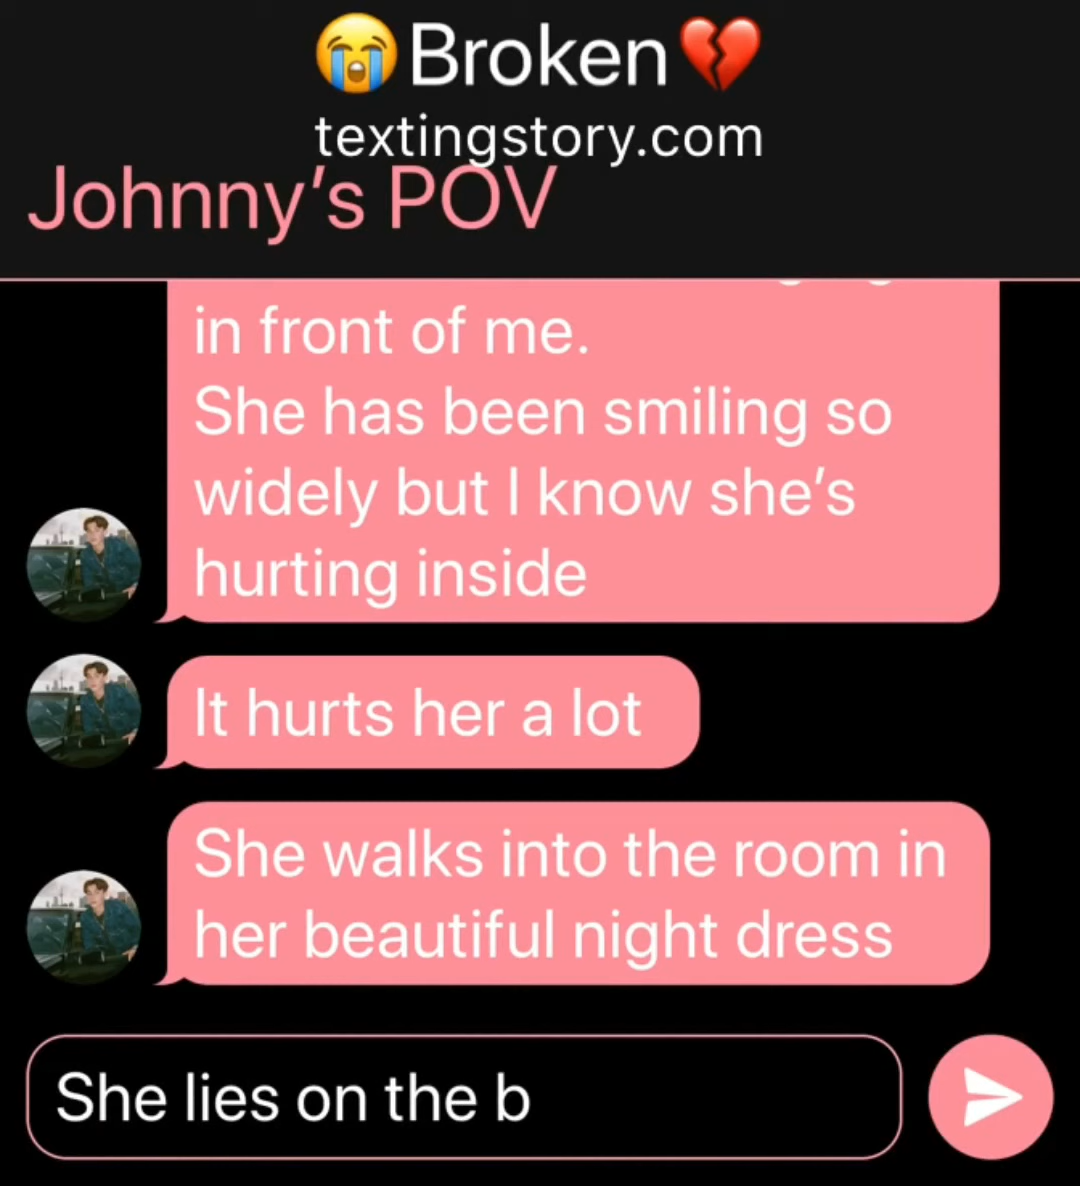 😭Broken💔
textingstory.com
Johnny’s POV
in front of me.
She has been smiling so
widely but I know she’s
hurting inside
It hurts her a lot
She walks into the room in
her beautiful night dress
She lies on the b